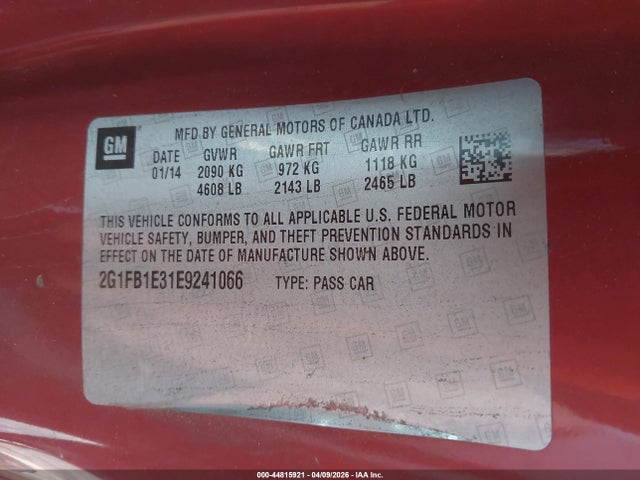 GM
MFD BY GENERAL MOTORS OF CANADA LTD.
DATE GVWR GAWR FRT GAWR RR
01/14 2090 KG 972 KG 1118 KG
4608 LB 2143 LB 2465 LB
THIS VEHICLE CONFORMS TO ALL APPLICABLE U.S. FEDERAL MOTOR
VEHICLE SAFETY, BUMPER, AND THEFT PREVENTION STANDARDS IN
EFFECT ON THE DATE OF MANUFACTURE SHOWN ABOVE.
2G1FB1E31E9241066 TYPE: PASS CAR
000-44815921 - 04/09/2026 - IAA Inc.